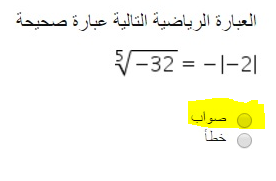 العبارة الرياضية التالية عبارة صحيحة
⁵√−32 = −|−2|
صواب
خطأ